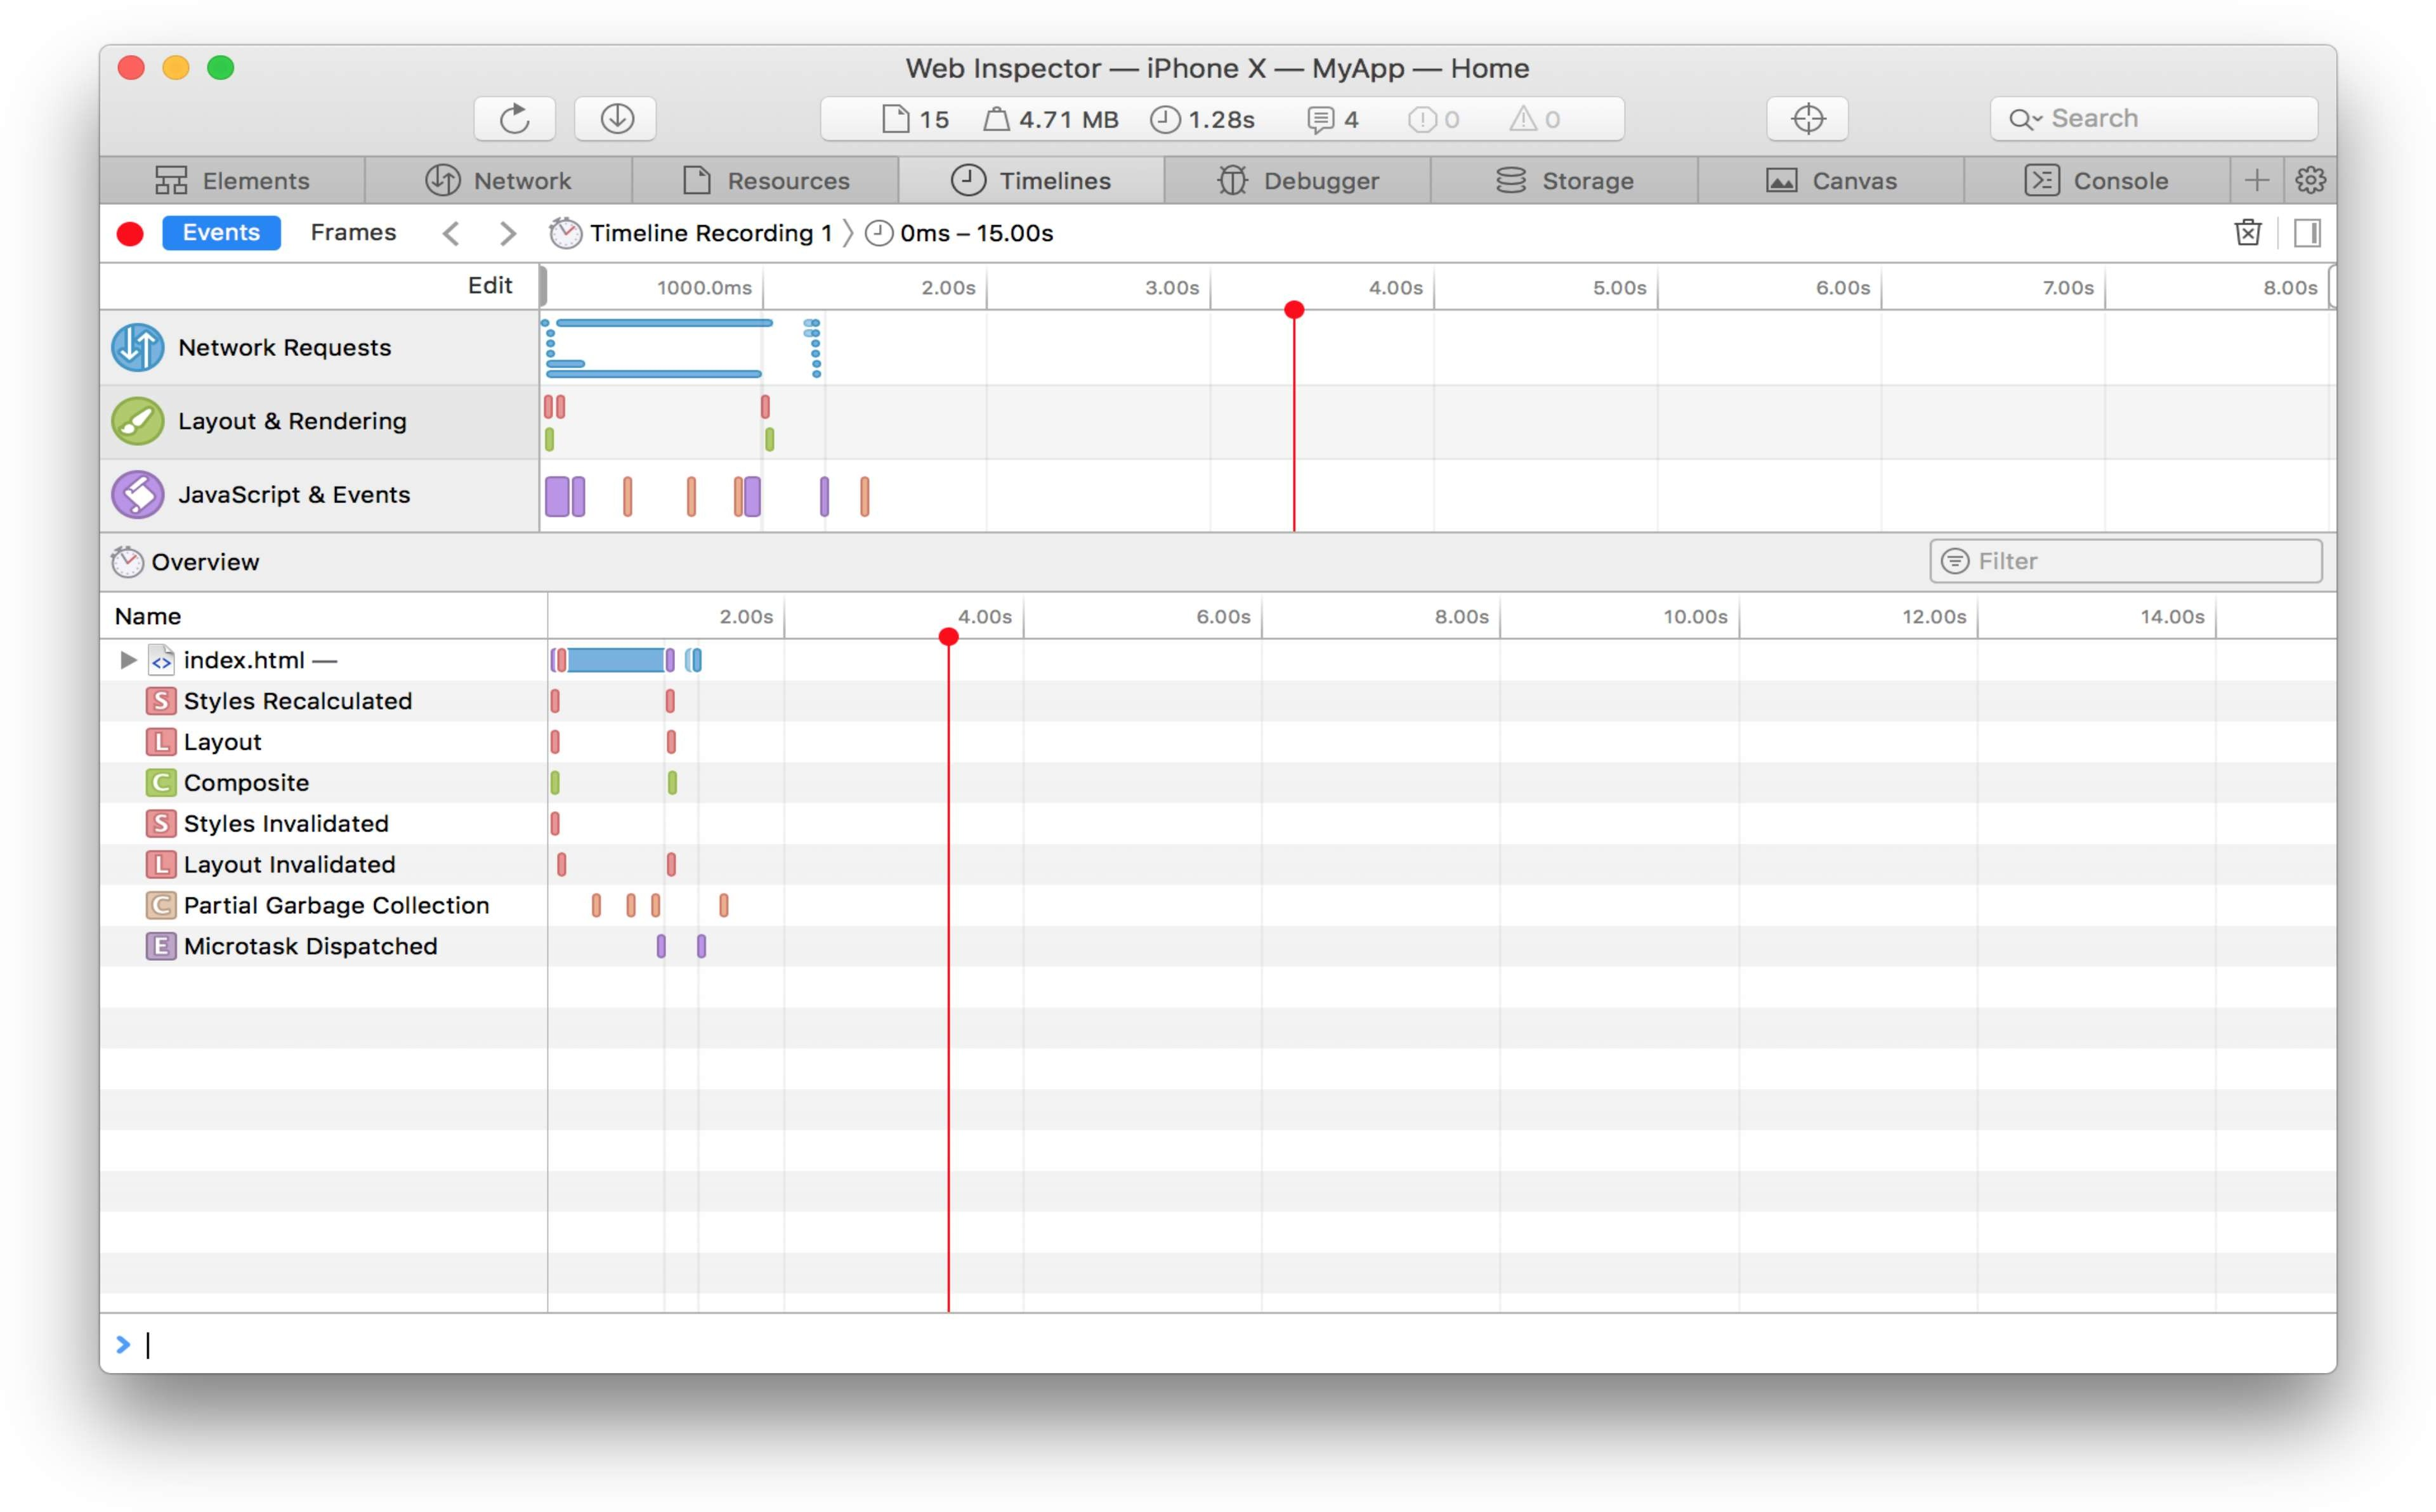 Web Inspector — iPhone X — MyApp — Home
15 4.71 MB 1.28s 4 0 0 Search
Elements Network Resources Timelines Debugger Storage Canvas Console
Events Frames Timeline Recording 1 0ms – 15.00s
Edit 1000.0ms 2.00s 3.00s 4.00s 5.00s 6.00s 7.00s 8.00s
Network Requests
Layout & Rendering
JavaScript & Events
Overview Filter
Name 2.00s 4.00s 6.00s 8.00s 10.00s 12.00s 14.00s
index.html —
S Styles Recalculated
L Layout
C Composite
S Styles Invalidated
L Layout Invalidated
C Partial Garbage Collection
E Microtask Dispatched